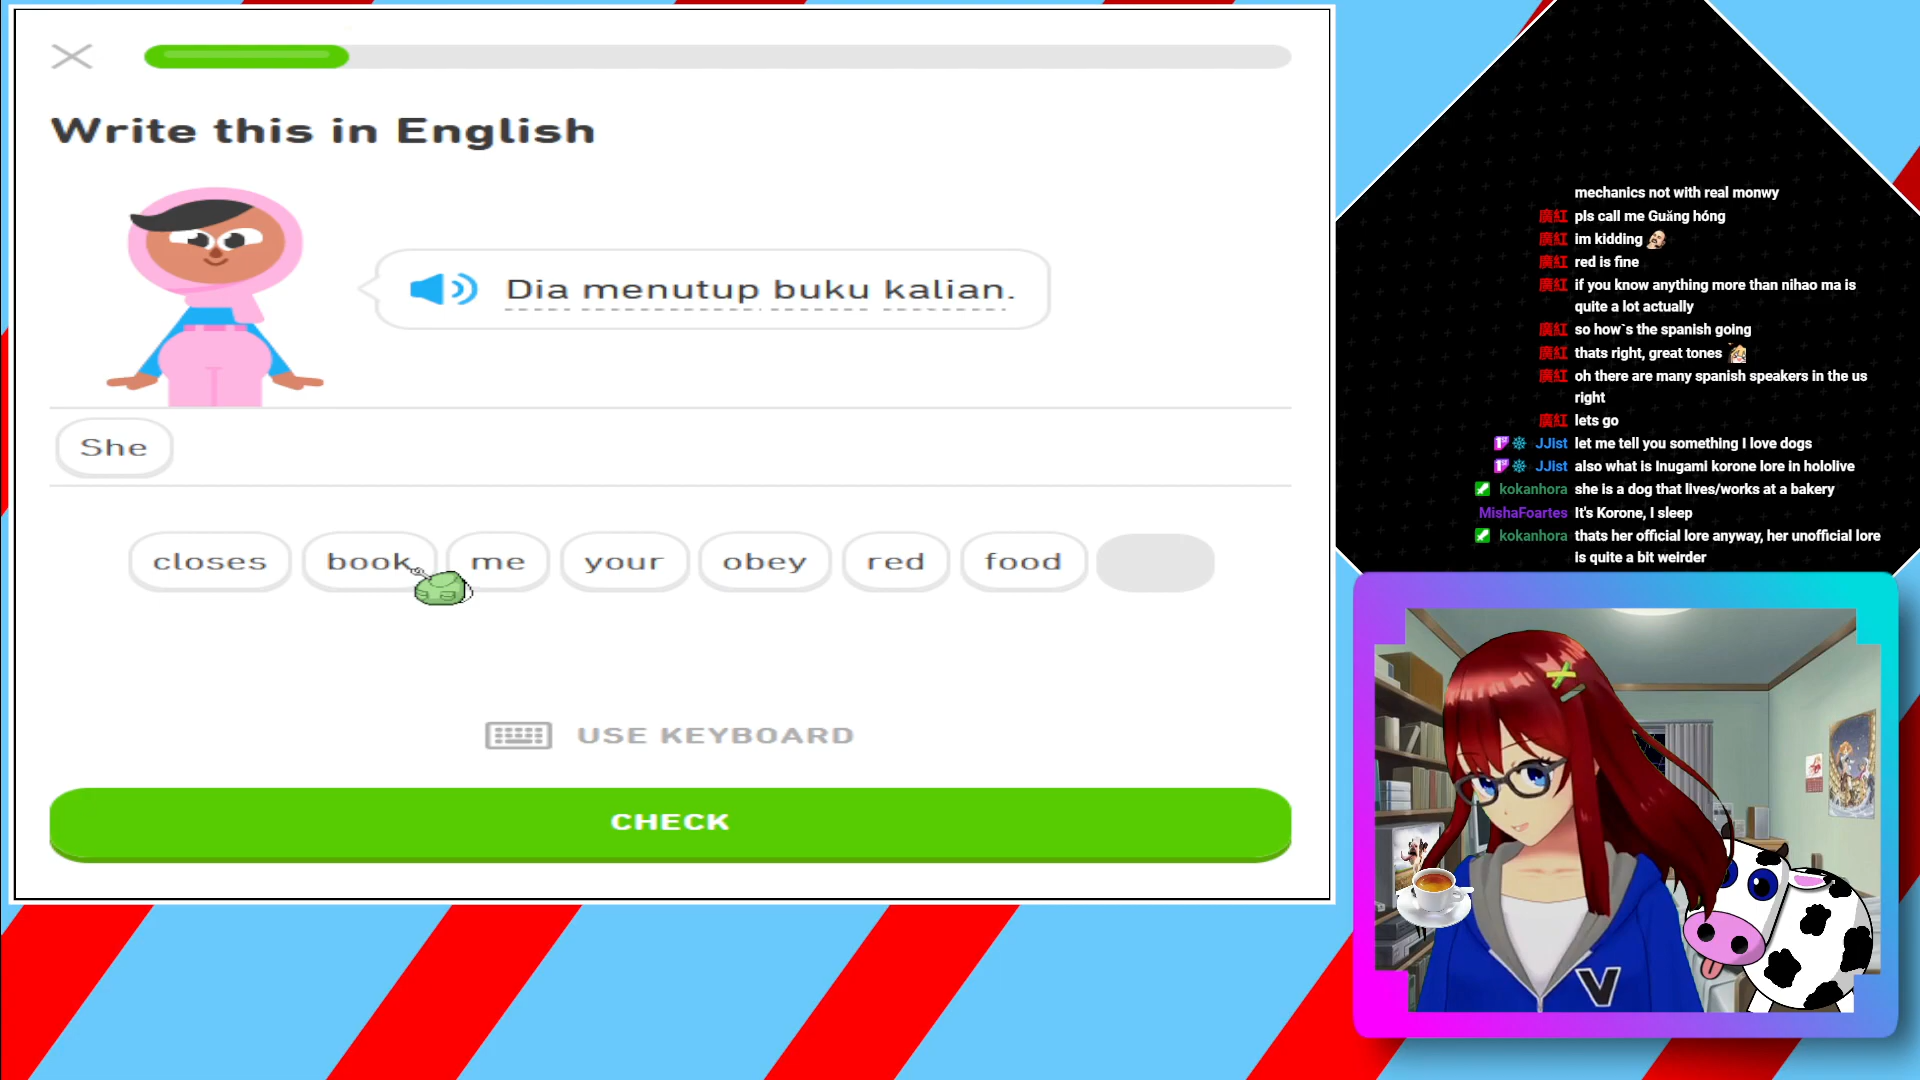 Write this in English
Dia menutup buku kalian.
She
closes book me your obey red food
USE KEYBOARD
CHECK
mechanics not with real monwy
廣紅 pls call me Guăng hóng
廣紅 im kidding
廣紅 red is fine
廣紅 if you know anything more than nihao ma is
quite a lot actually
廣紅 so how`s the spanish going
廣紅 thats right, great tones
廣紅 oh there are many spanish speakers in the us
right
廣紅 lets go
JJist let me tell you something I love dogs
JJist also what is Inugami korone lore in hololive
kokanhora she is a dog that lives/works at a bakery
MishaFoartes It's Korone, I sleep
kokanhora thats her official lore anyway, her unofficial lore
is quite a bit weirder
V